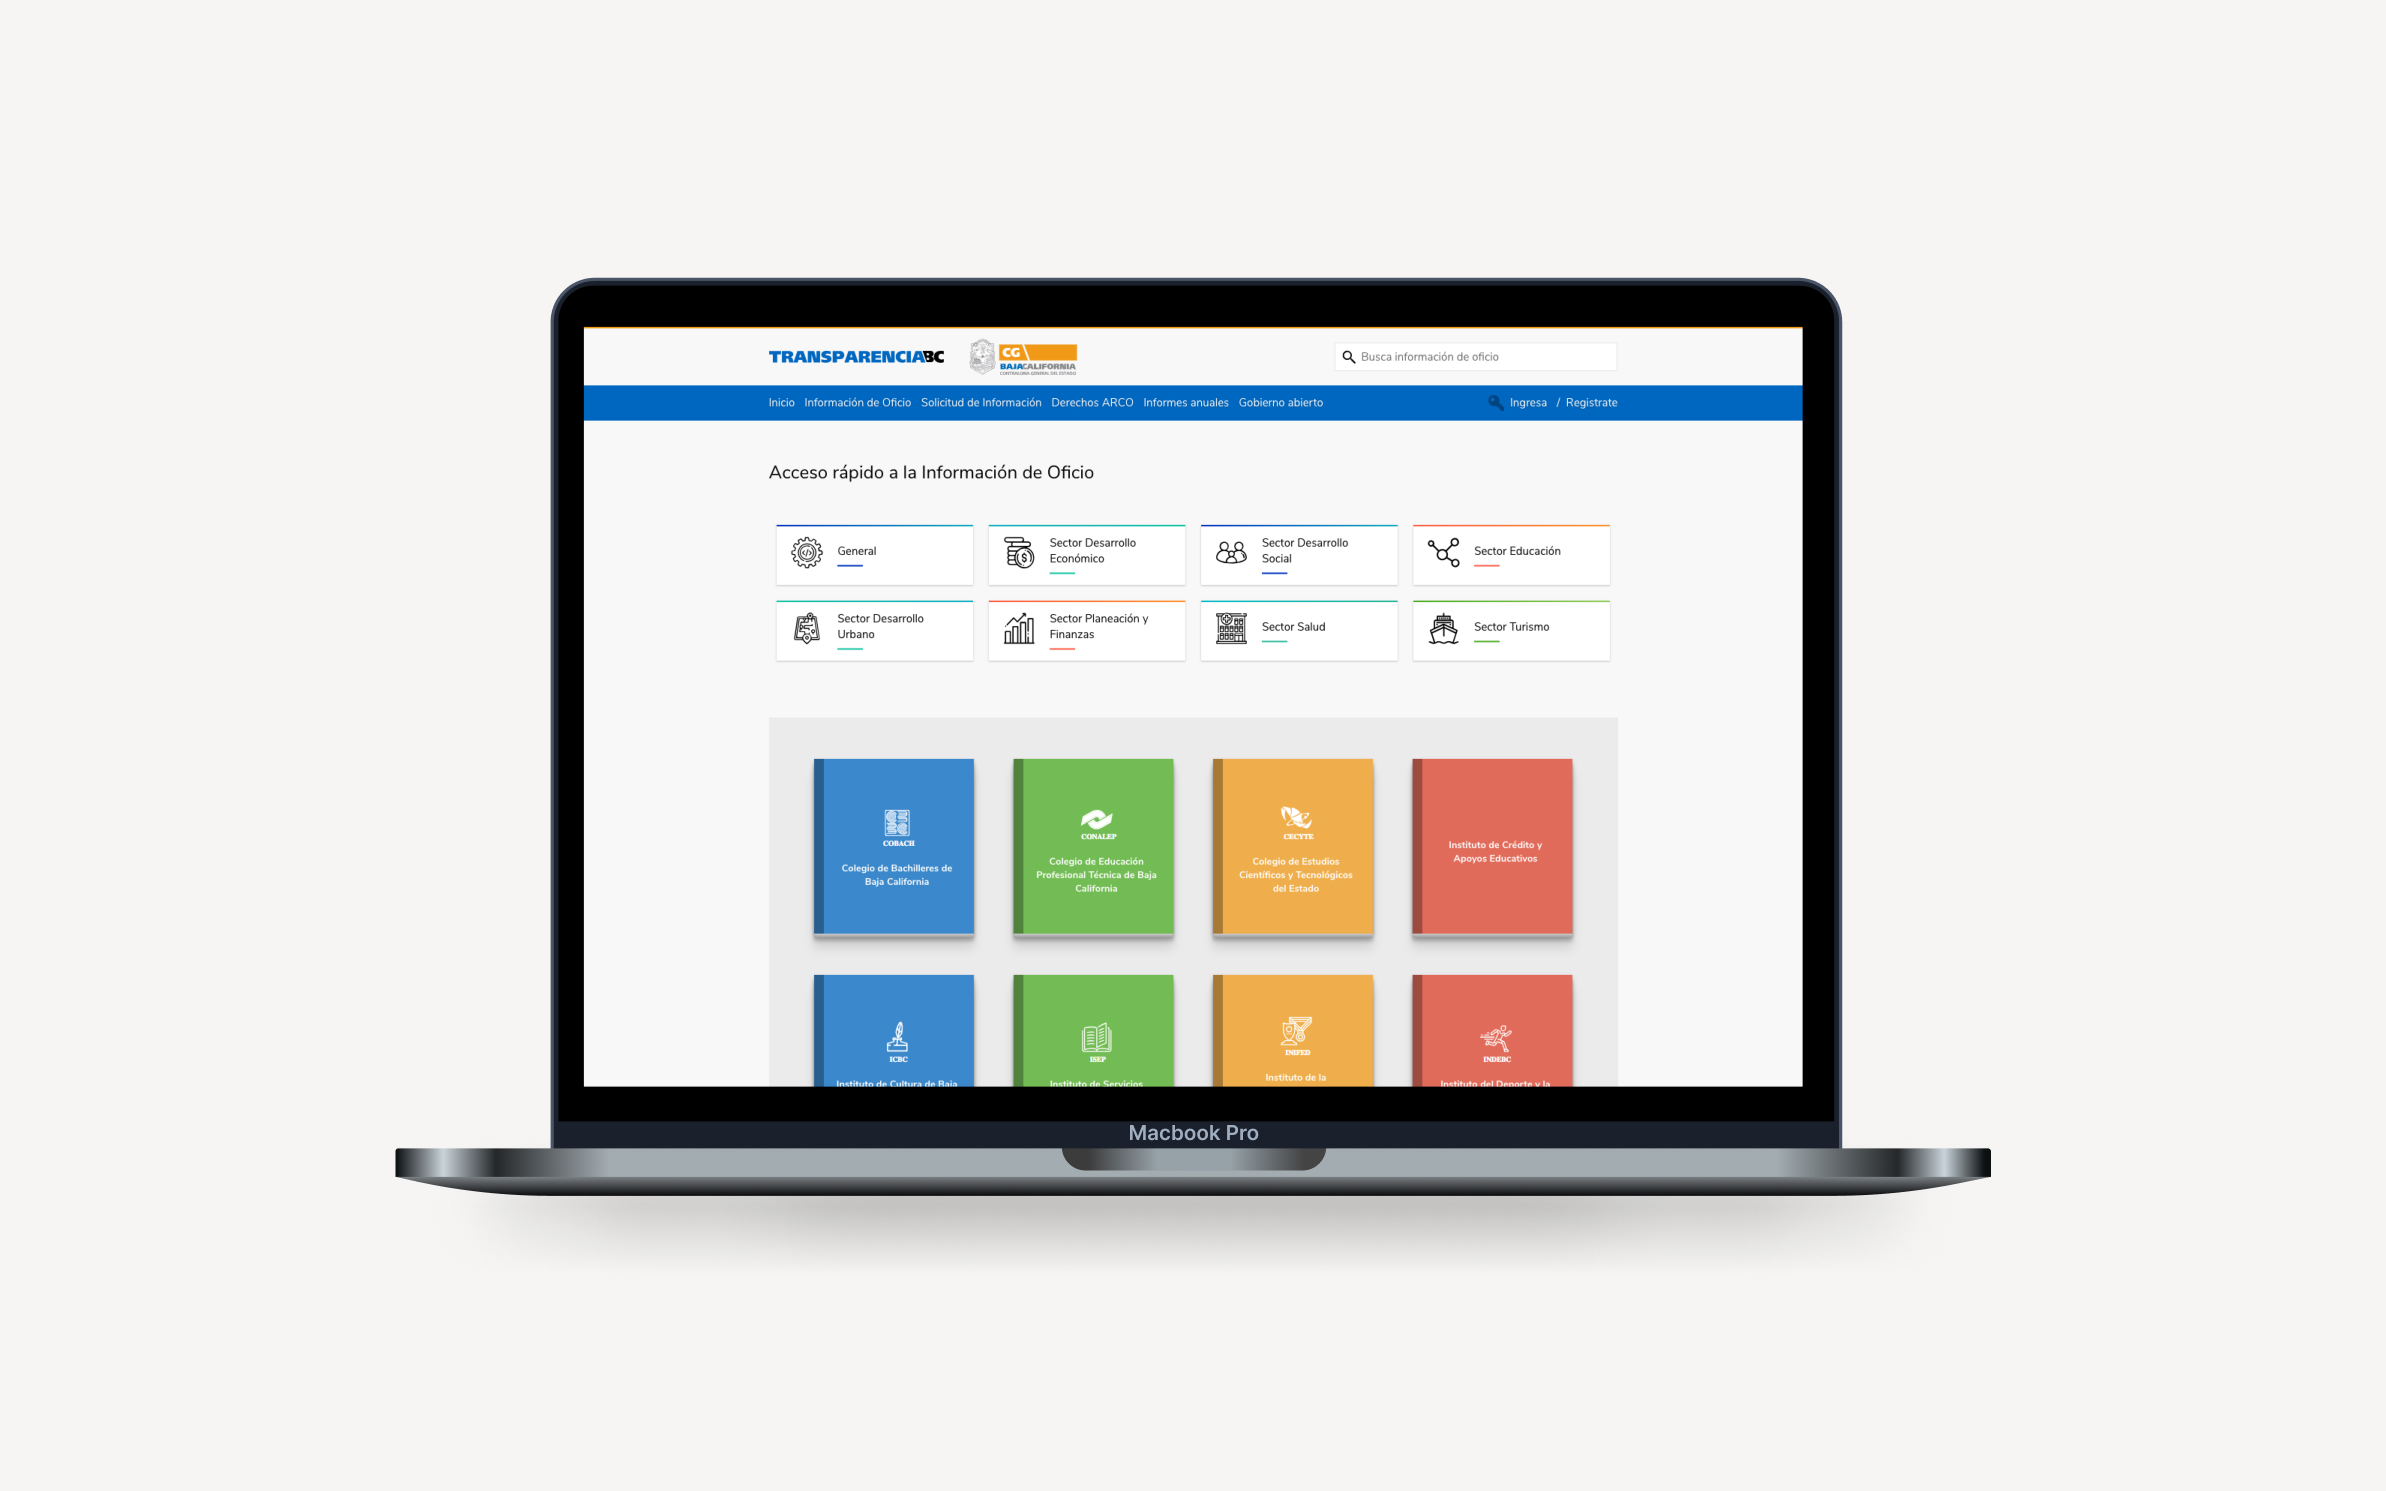 TRANSPARENCIABC
CG
BAJACALIFORNIA
CONTRALORÍA GENERAL DEL ESTADO
Busca información de oficio
Inicio Información de Oficio Solicitud de Información Derechos ARCO Informes anuales Gobierno abierto Ingresa / Registrate
Acceso rápido a la Información de Oficio
General
Sector Desarrollo
Económico
Sector Desarrollo
Social
Sector Educación
Sector Desarrollo
Urbano
Sector Planeación y
Finanzas
Sector Salud
Sector Turismo
COBACH
Colegio de Bachilleres de
Baja California
CONALEP
Colegio de Educación
Profesional Técnica de Baja
California
CECYTE
Colegio de Estudios
Científicos y Tecnológicos
del Estado
Instituto de Crédito y
Apoyos Educativos
ICBC
Instituto de Cultura de Baja
ISEP
Instituto de Servicios
INIFED
Instituto de la
INDEBC
Instituto del Deporte y la
Macbook Pro